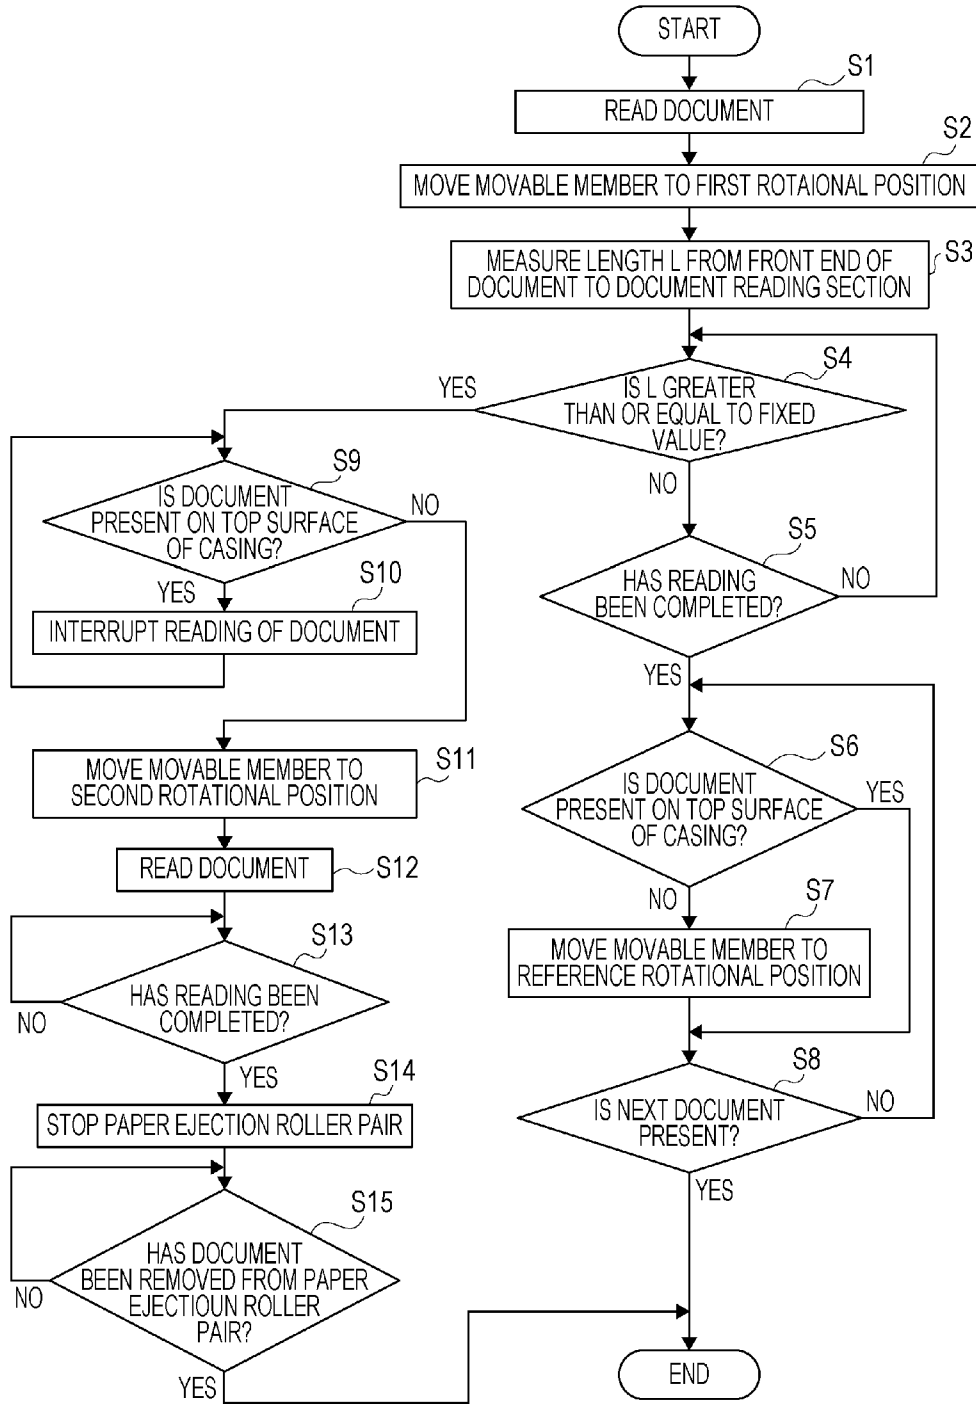 START
S1
READ DOCUMENT
S2
MOVE MOVABLE MEMBER TO FIRST ROTAIONAL POSITION
S3
MEASURE LENGTH L FROM FRONT END OF
DOCUMENT TO DOCUMENT READING SECTION
S4
IS L GREATER
THAN OR EQUAL TO FIXED
VALUE?
YES
NO
S9
IS DOCUMENT
PRESENT ON TOP SURFACE
OF CASING?
NO
YES
S10
INTERRUPT READING OF DOCUMENT
S5
HAS READING
BEEN COMPLETED?
NO
YES
S6
IS DOCUMENT
PRESENT ON TOP SURFACE
OF CASING?
YES
NO
S7
MOVE MOVABLE MEMBER TO
REFERENCE ROTATIONAL POSITION
S8
IS NEXT DOCUMENT
PRESENT?
NO
YES
S11
MOVE MOVABLE MEMBER TO
SECOND ROTATIONAL POSITION
READ DOCUMENT
S12
S13
HAS READING BEEN
COMPLETED?
NO
YES
S14
STOP PAPER EJECTION ROLLER PAIR
S15
HAS DOCUMENT
BEEN REMOVED FROM PAPER
EJECTIOUN ROLLER
PAIR?
NO
YES
END